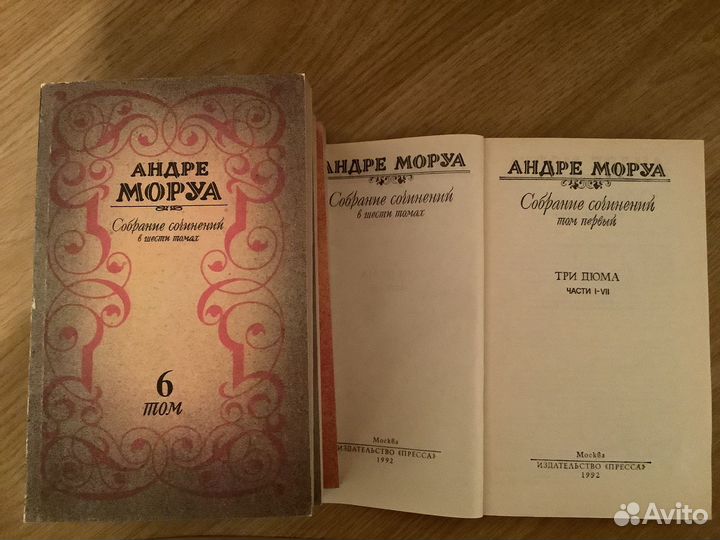 АНДРЕ
МОРУА
Собрание сочинений
в шести томах
6
том
АНДРЕ МОРУА
Собрание сочинений
в шести томах
Москва
ИЗДАТЕЛЬСТВО «ПРЕССА»
1992
АНДРЕ МОРУА
Собрание сочинений
том первый
ТРИ ДЮМА
ЧАСТИ I-VII
Москва
ИЗДАТЕЛЬСТВО «ПРЕССА»
1992
Avito